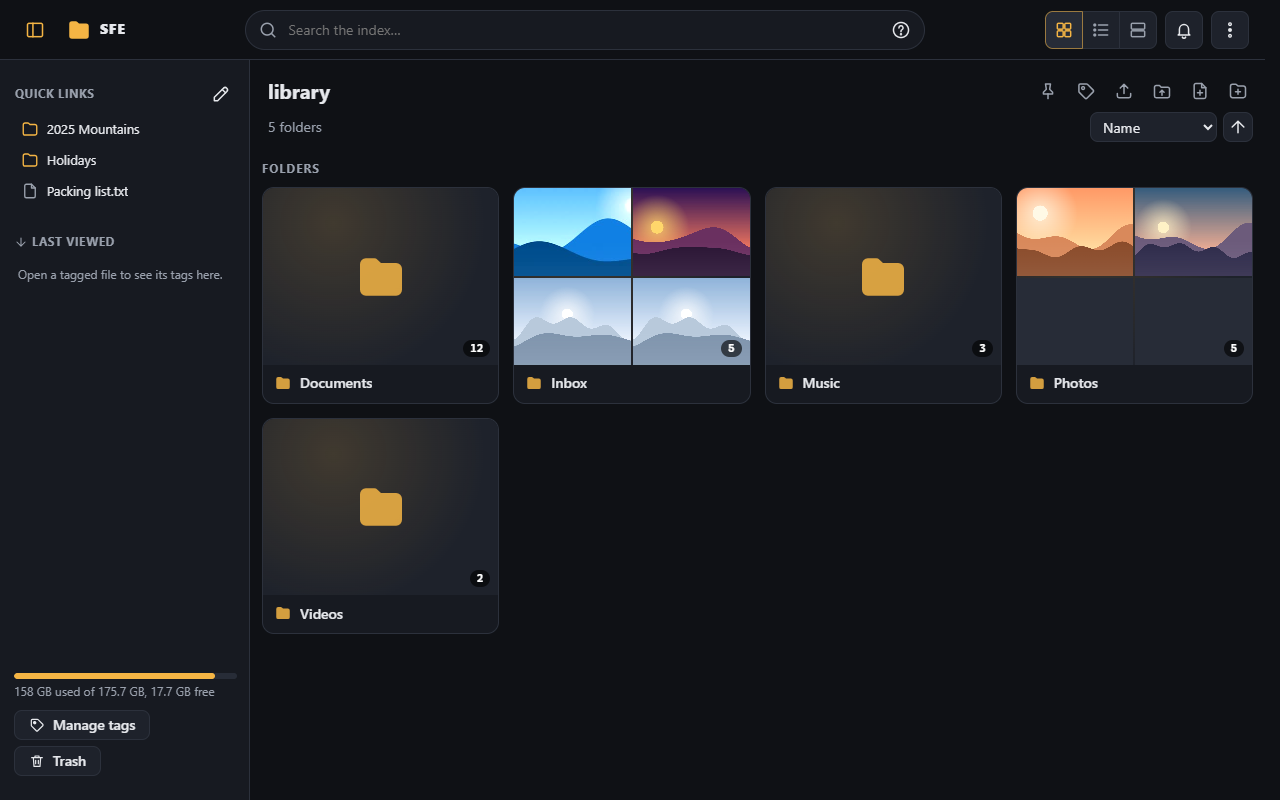 SFE
Search the index...
QUICK LINKS
2025 Mountains
Holidays
Packing list.txt
↓ LAST VIEWED
Open a tagged file to see its tags here.
158 GB used of 175.7 GB, 17.7 GB free
Manage tags
Trash
library
5 folders
Name
FOLDERS
12
Documents
5
Inbox
3
Music
5
Photos
2
Videos